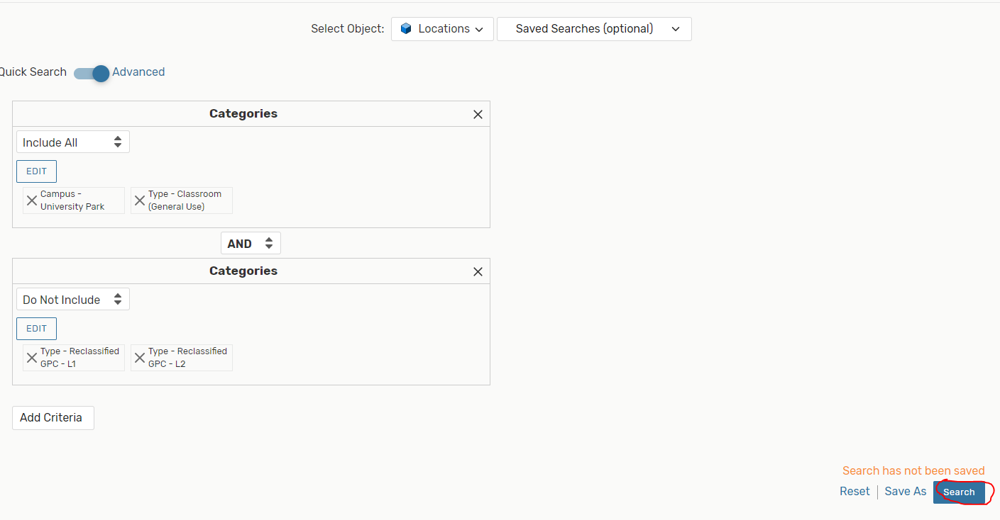 Select Object: Locations Saved Searches (optional)
Quick Search Advanced
Categories
Include All
EDIT
Campus - 
University Park
Type - Classroom
(General Use)
AND
Categories
Do Not Include
EDIT
Type - Reclassified
GPC - L1
Type - Reclassified
GPC - L2
Add Criteria
Search has not been saved
Reset Save As Search